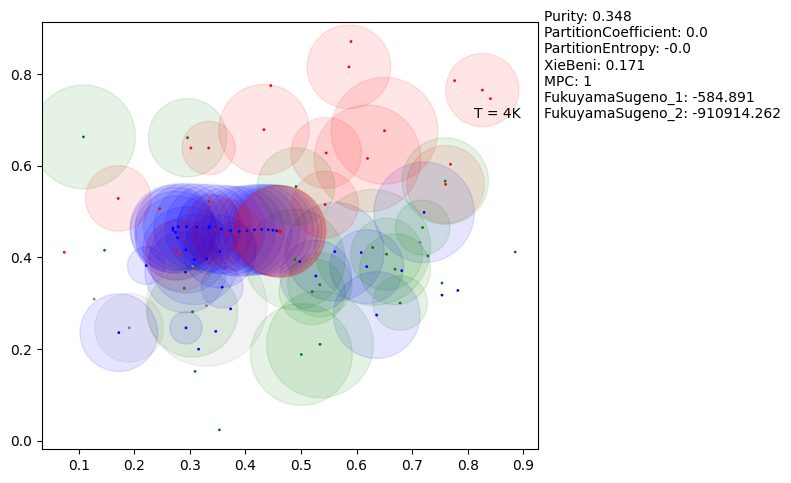 Purity: 0.348
PartitionCoefficient: 0.0
PartitionEntropy: -0.0
XieBeni: 0.171
MPC: 1
FukuyamaSugeno_1: -584.891
FukuyamaSugeno_2: -910914.262
T = 4K
0.8
0.6
0.4
0.2
0.0
0.1 0.2 0.3 0.4 0.5 0.6 0.7 0.8 0.9